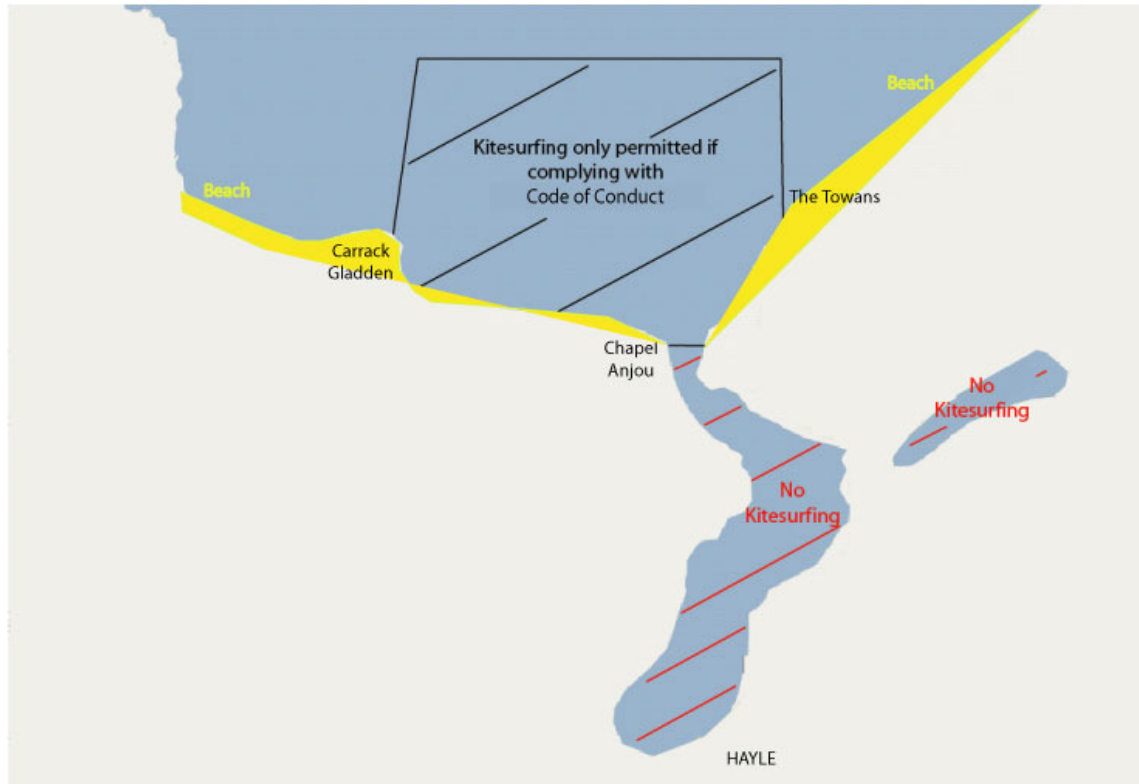 Beach
Kitesurfing only permitted if
complying with
Code of Conduct
Beach
The Towans
Carrack
Gladden
Chapel
Anjou
No
Kitesurfing
No
Kitesurfing
HAYLE